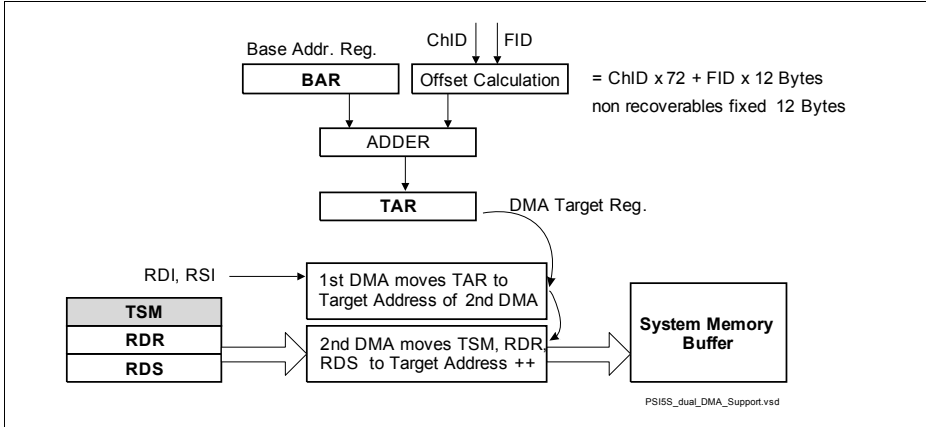 ChID FID
Base Addr. Reg.
BAR
Offset Calculation
= ChID x 72 + FID x 12 Bytes
non recoverables fixed 12 Bytes
ADDER
TAR
DMA Target Reg.
RDI, RSI
1st DMA moves TAR to
Target Address of 2nd DMA
TSM
RDR
RDS
2nd DMA moves TSM, RDR,
RDS to Target Address ++
System Memory
Buffer
PSI5S_dual_DMA_Support.vsd